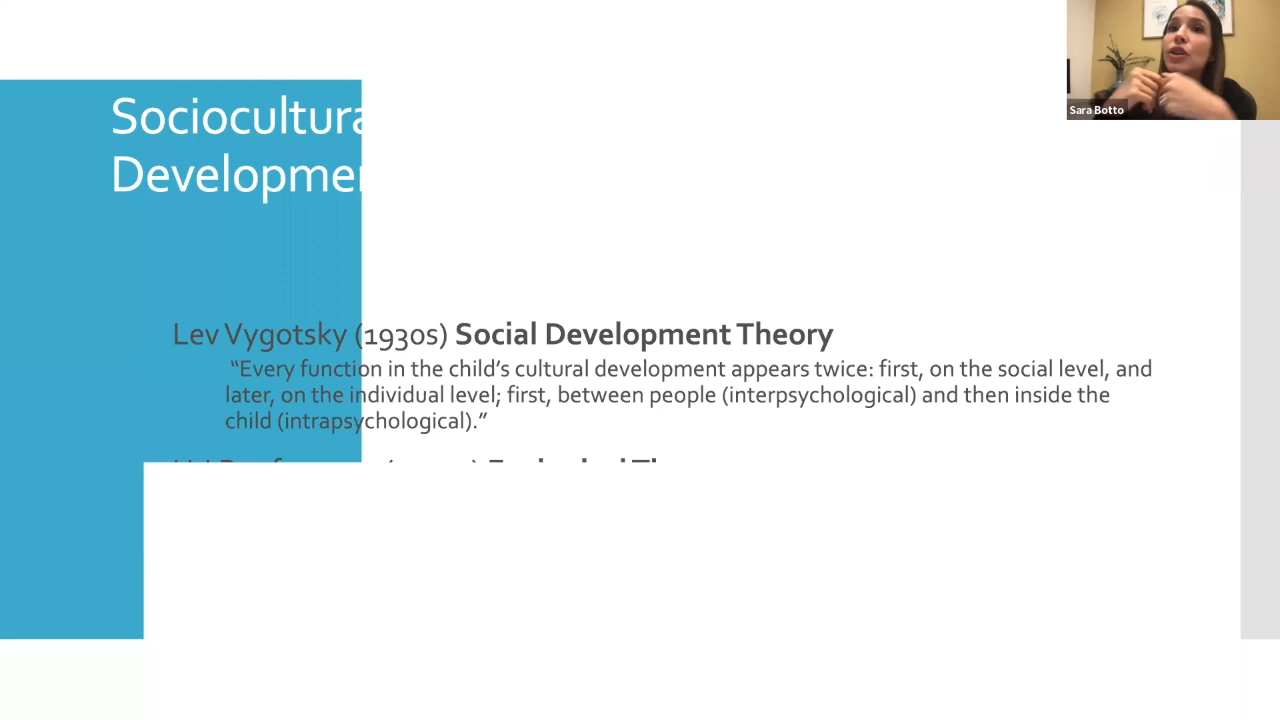 Sociocultura
Developmen
Lev Vygotsky (1930s) Social Development Theory
“Every function in the child’s cultural development appears twice: first, on the social level, and
later, on the individual level; first, between people (interpsychological) and then inside the
child (intrapsychological).”
Sara Botto